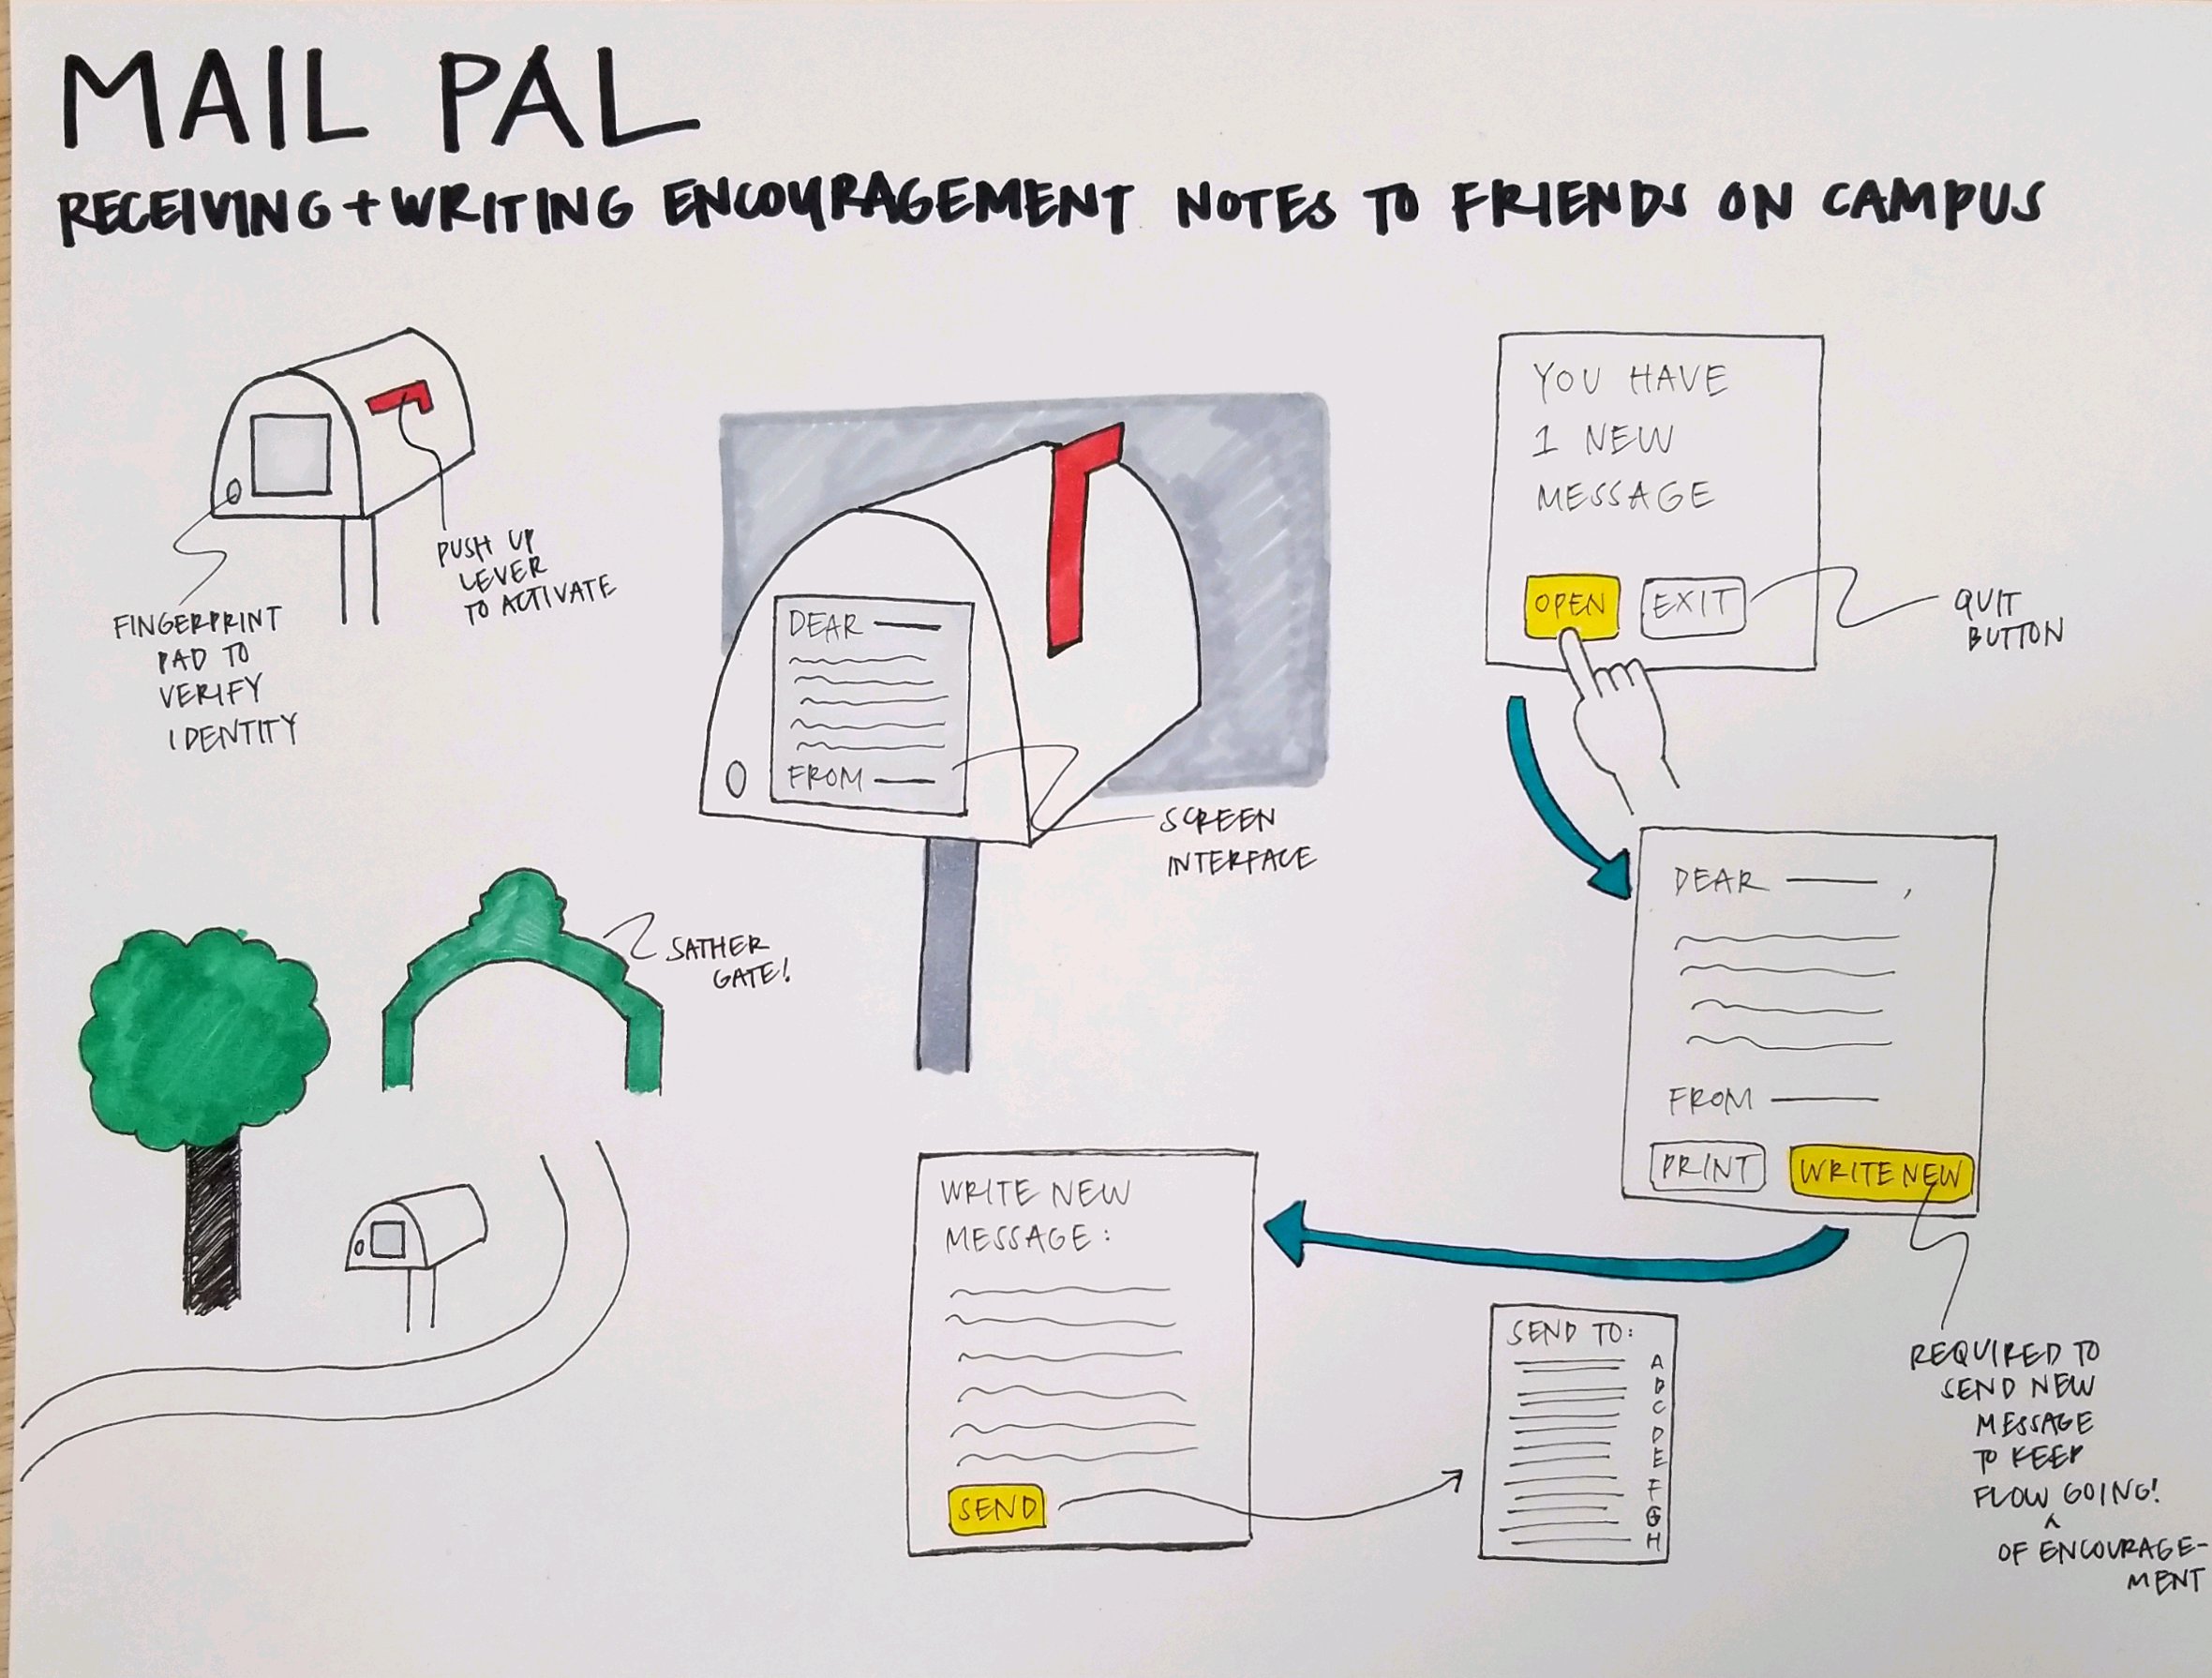 MAIL PAL
RECEIVING + WRITING ENCOURAGEMENT NOTES TO FRIENDS ON CAMPUS
FINGERPRINT
PAD TO
VERIFY
IDENTITY
PUSH UP
LEVER
TO ACTIVATE
DEAR
FROM
SCREEN
INTERFACE
YOU HAVE
1 NEW
MESSAGE
OPEN
EXIT
QUIT
BUTTON
DEAR ,
FROM
PRINT
WRITE NEW
REQUIRED TO
SEND NEW
MESSAGE
TO KEEP
FLOW GOING!
^
OF ENCOURAGE-
MENT
SATHER
GATE!
WRITE NEW
MESSAGE:
SEND
SEND TO:
A
B
C
D
E
F
G
H